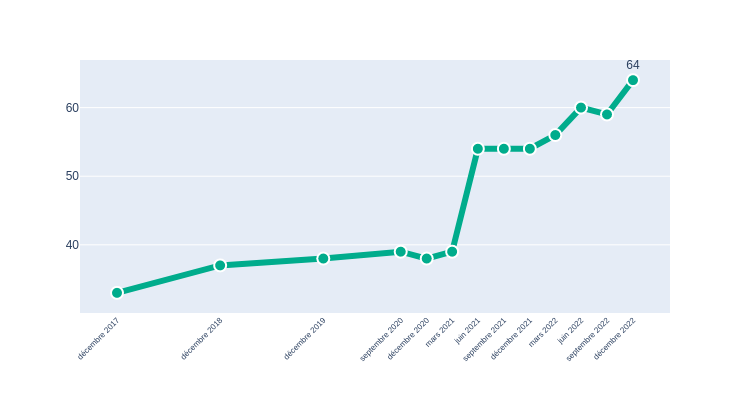 64
60
50
40
décembre 2017
décembre 2018
décembre 2019
septembre 2020
décembre 2020
mars 2021
juin 2021
septembre 2021
décembre 2021
mars 2022
juin 2022
septembre 2022
décembre 2022